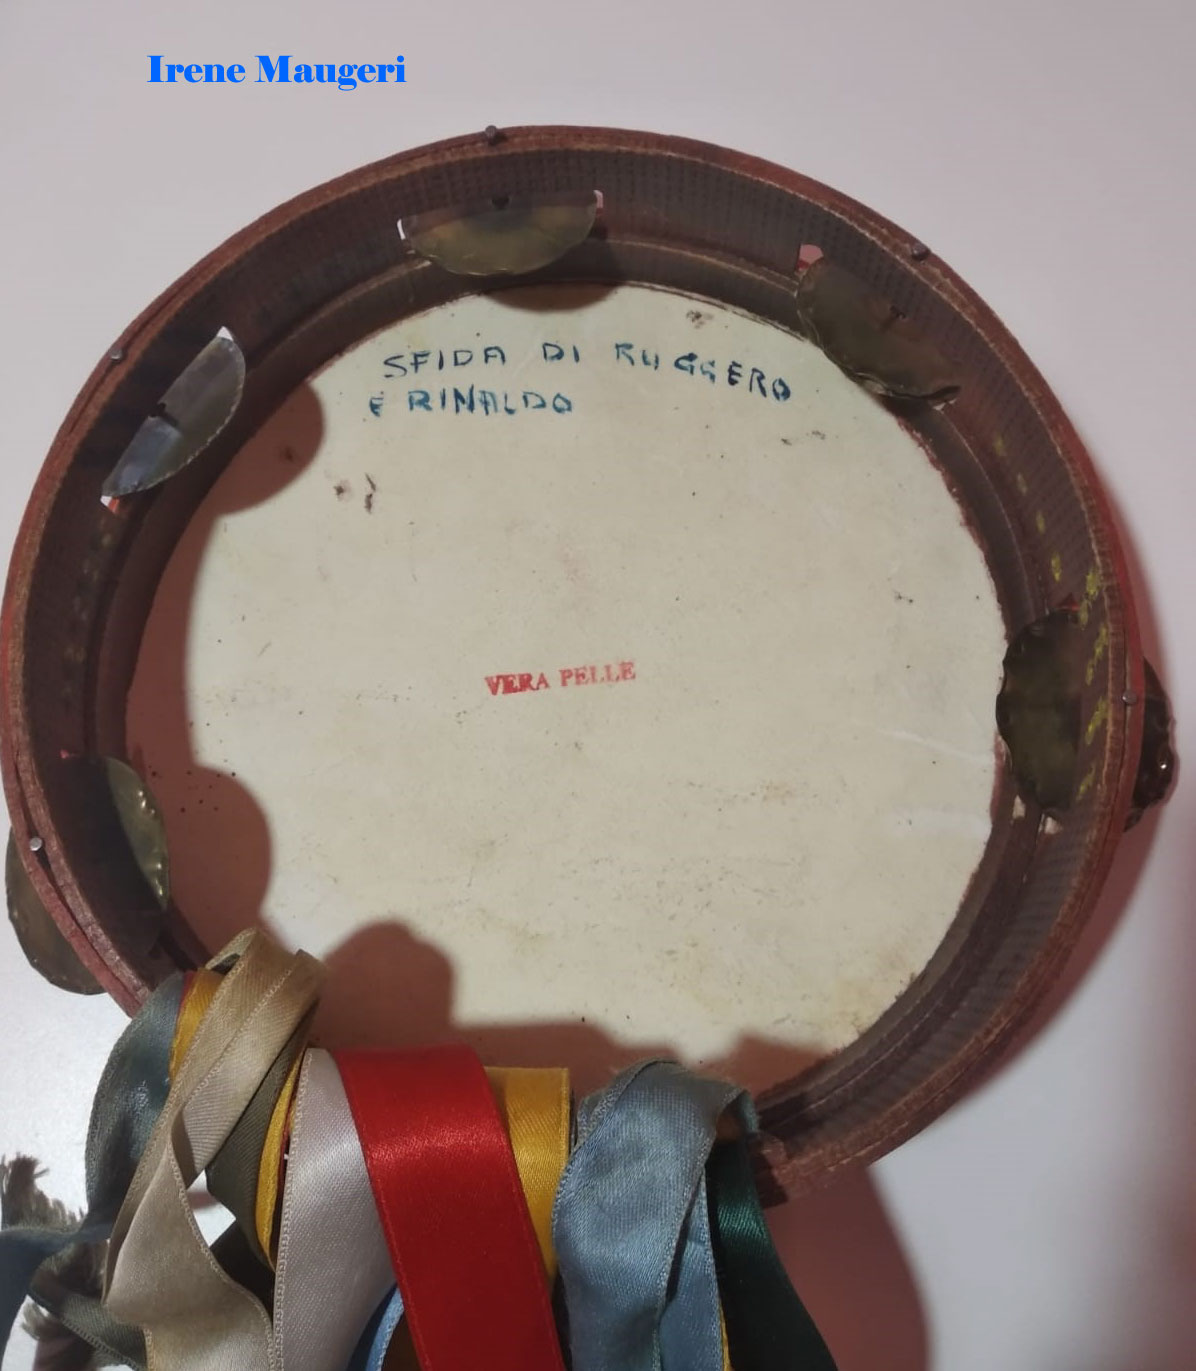 Irene Maugeri
SFIDA DI RUGGERO
E RINALDO
VERA PELLE